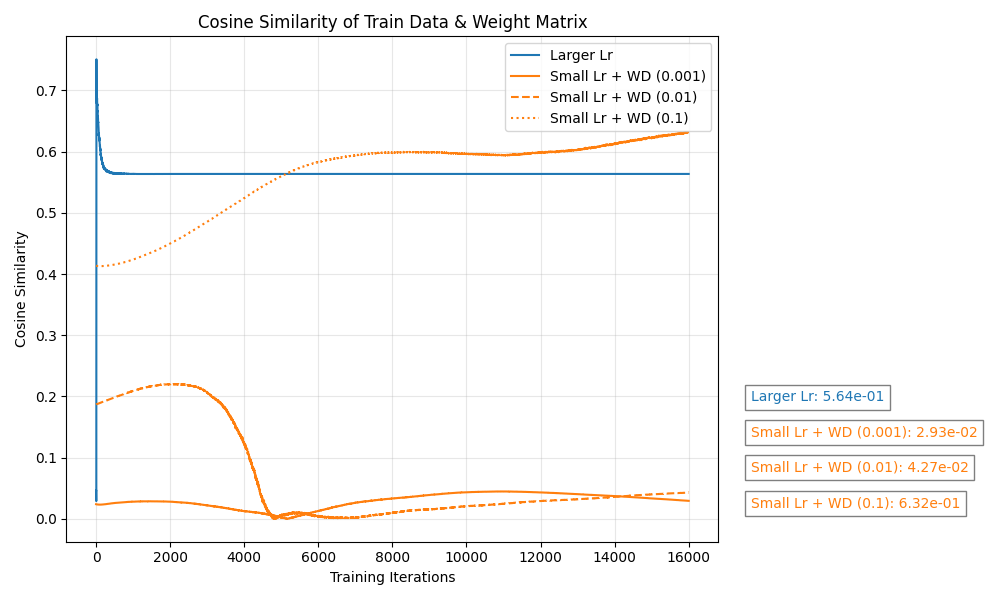 Cosine Similarity of Train Data & Weight Matrix
Larger Lr
Small Lr + WD (0.001)
Small Lr + WD (0.01)
Small Lr + WD (0.1)
Cosine Similarity
0.7
0.6
0.5
0.4
0.3
0.2
0.1
0.0
0
2000
4000
6000
8000
10000
12000
14000
16000
Training Iterations
Larger Lr: 5.64e-01
Small Lr + WD (0.001): 2.93e-02
Small Lr + WD (0.01): 4.27e-02
Small Lr + WD (0.1): 6.32e-01